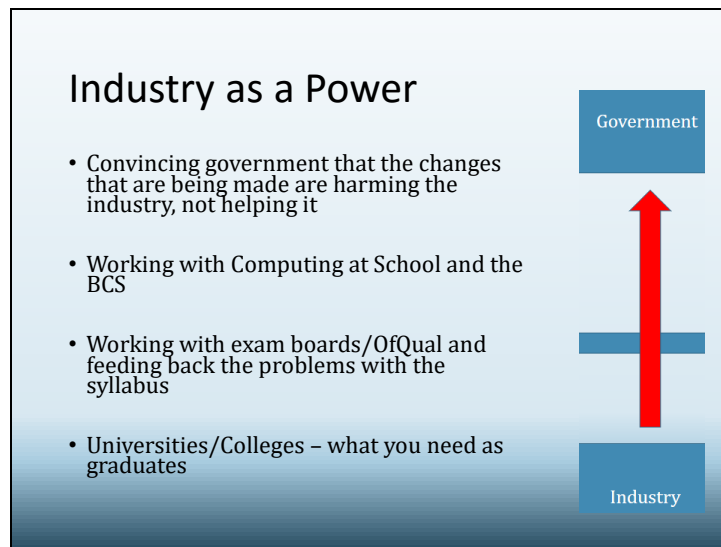 Industry as a Power
• Convincing government that the changes
that are being made are harming the
industry, not helping it
• Working with Computing at School and the
BCS
• Working with exam boards/OfQual and
feeding back the problems with the
syllabus
• Universities/Colleges – what you need as
graduates
Government
Industry